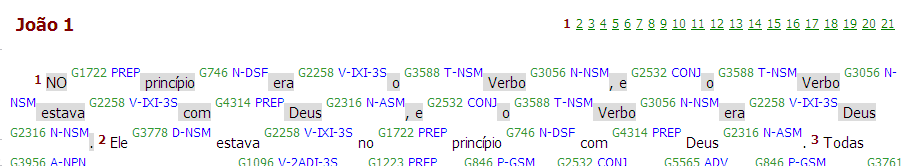 João 1 1 2 3 4 5 6 7 8 9 10 11 12 13 14 15 16 17 18 19 20 21
1 NO G1722 PREP princípio G746 N-DSF era G2258 V-IXI-3S o G3588 T-NSM Verbo G3056 N-NSM , e G2532 CONJ o G3588 T-NSM Verbo G3056 N-
NSM estava G2258 V-IXI-3S com G4314 PREP Deus G2316 N-ASM , e G2532 CONJ o G3588 T-NSM Verbo G3056 N-NSM era G2258 V-IXI-3S Deus
G2316 N-NSM . 2 Ele G3778 D-NSM estava G2258 V-IXI-3S no G1722 PREP princípio G746 N-DSF com G4314 PREP Deus G2316 N-ASM . 3 Todas
G3956 A-NPN G1096 V-2ADI-3S G1223 PREP G846 P-GSM G2532 CONJ G5565 ADV G846 P-GSM G3761